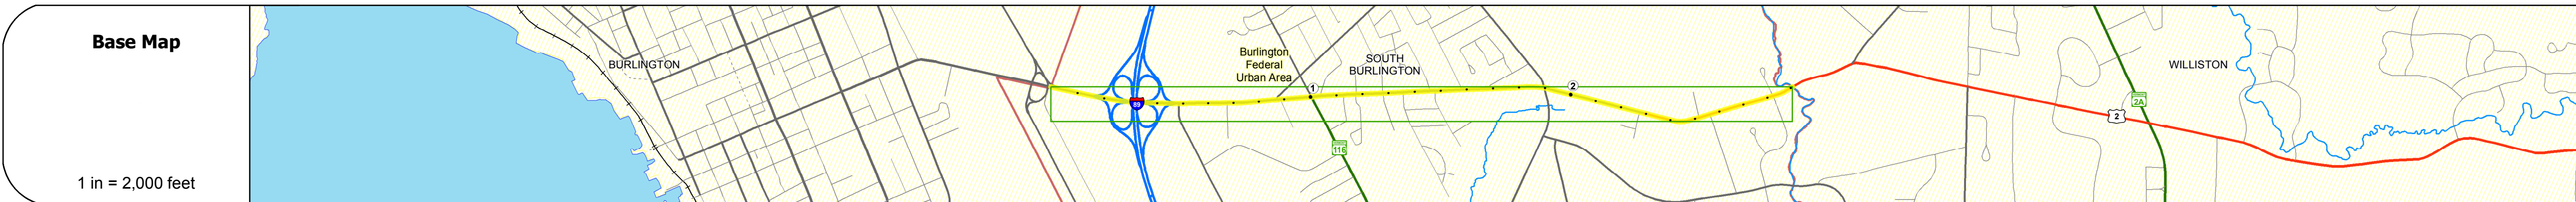 Base Map
1 in = 2,000 feet
BURLINGTON
89
Burlington
Federal
Urban Area
1
SOUTH
BURLINGTON
116
2
WILLISTON
2A
2